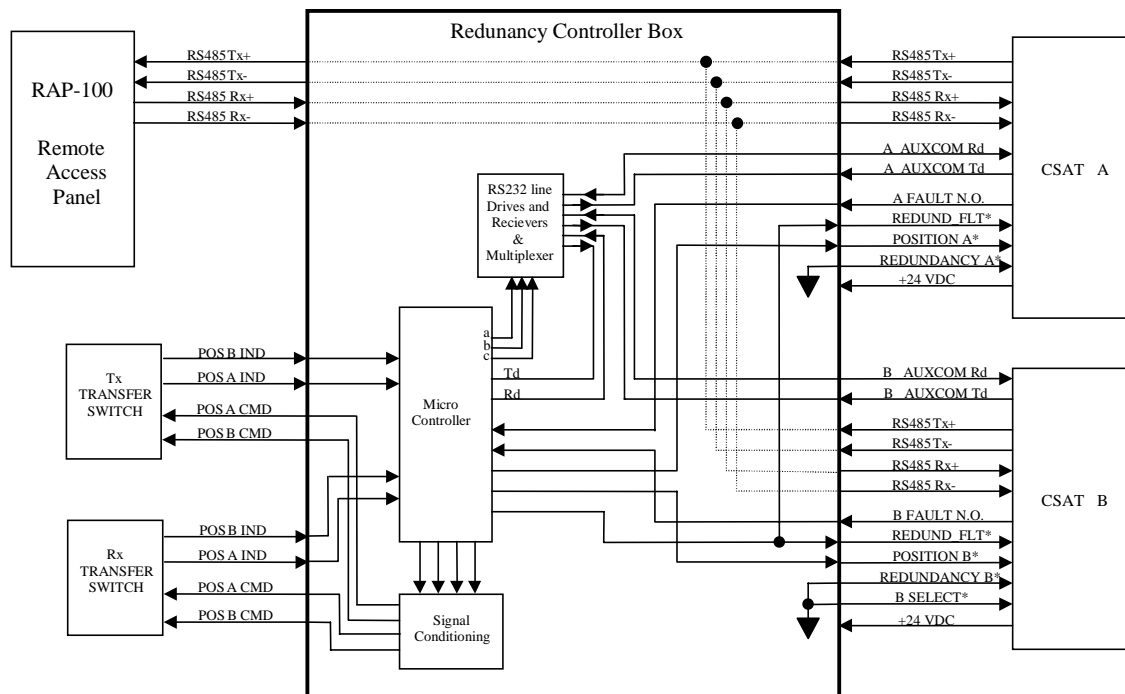 Redunancy Controller Box
RAP-100
Remote
Access
Panel
RS485Tx+
RS485Tx-
RS485 Rx+
RS485 Rx-
RS485Tx+
RS485Tx-
RS485 Rx+
RS485 Rx-
A AUXCOM Rd
A AUXCOM Td
A FAULT N.O.
REDUND_FLT*
POSITION A*
REDUNDANCY A*
+24 VDC
CSAT A
RS232 line
Drives and
Recievers
&
Multiplexer
a
b
c
Td
Rd
Micro
Controller
Tx
TRANSFER
SWITCH
POS B IND
POS A IND
POS A CMD
POS B CMD
Rx
TRANSFER
SWITCH
POS B IND
POS A IND
POS A CMD
POS B CMD
Signal
Conditioning
B AUXCOM Rd
B AUXCOM Td
RS485Tx+
RS485Tx-
RS485 Rx+
RS485 Rx-
B FAULT N.O.
REDUND_FLT*
POSITION B*
REDUNDANCY B*
B SELECT*
+24 VDC
CSAT B